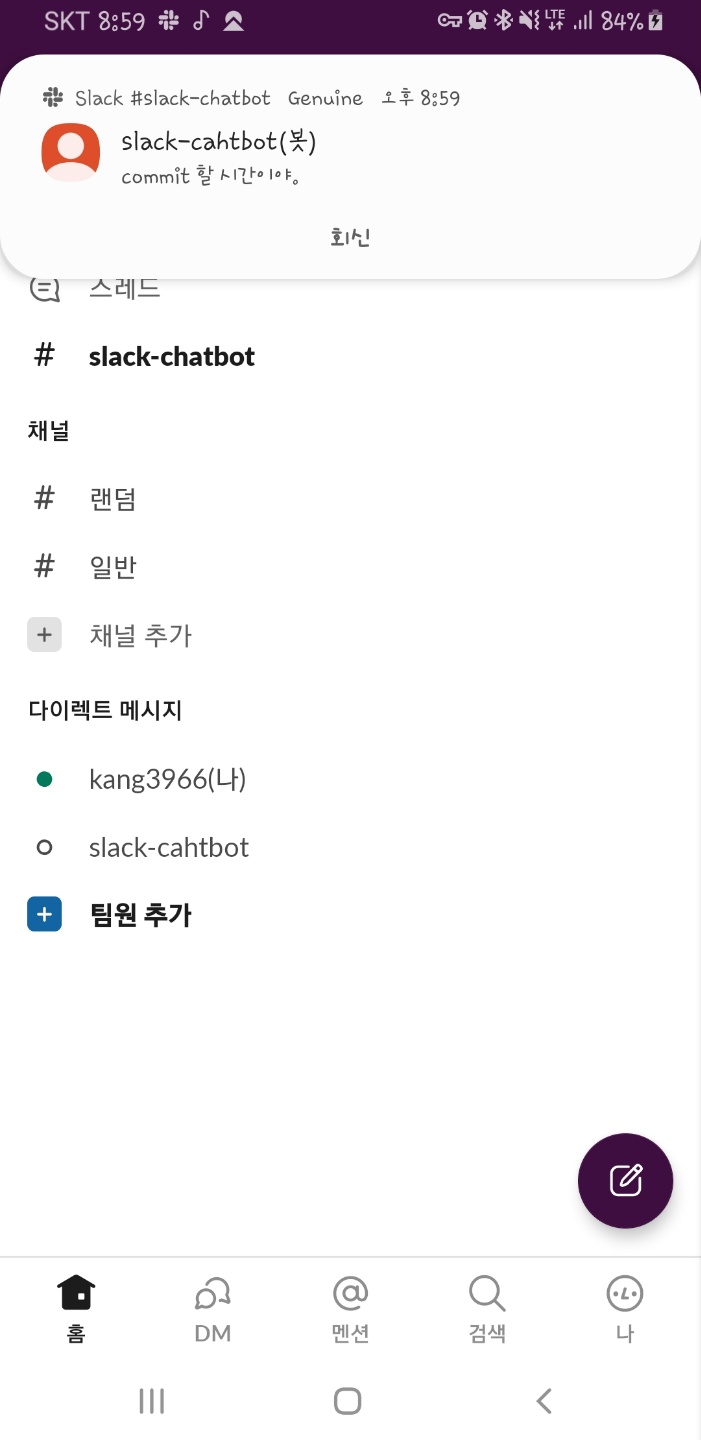 SKT 8:59 LTE 84%
Slack #slack-chatbot Genuine 오후 8:59
slack-cahtbot(봇)
commit 할 시간이야.
회신
스레드
# slack-chatbot
채널
# 랜덤
# 일반
+ 채널 추가
다이렉트 메시지
kang3966(나)
slack-cahtbot
+ 팀원 추가
홈 DM 멘션 검색 나